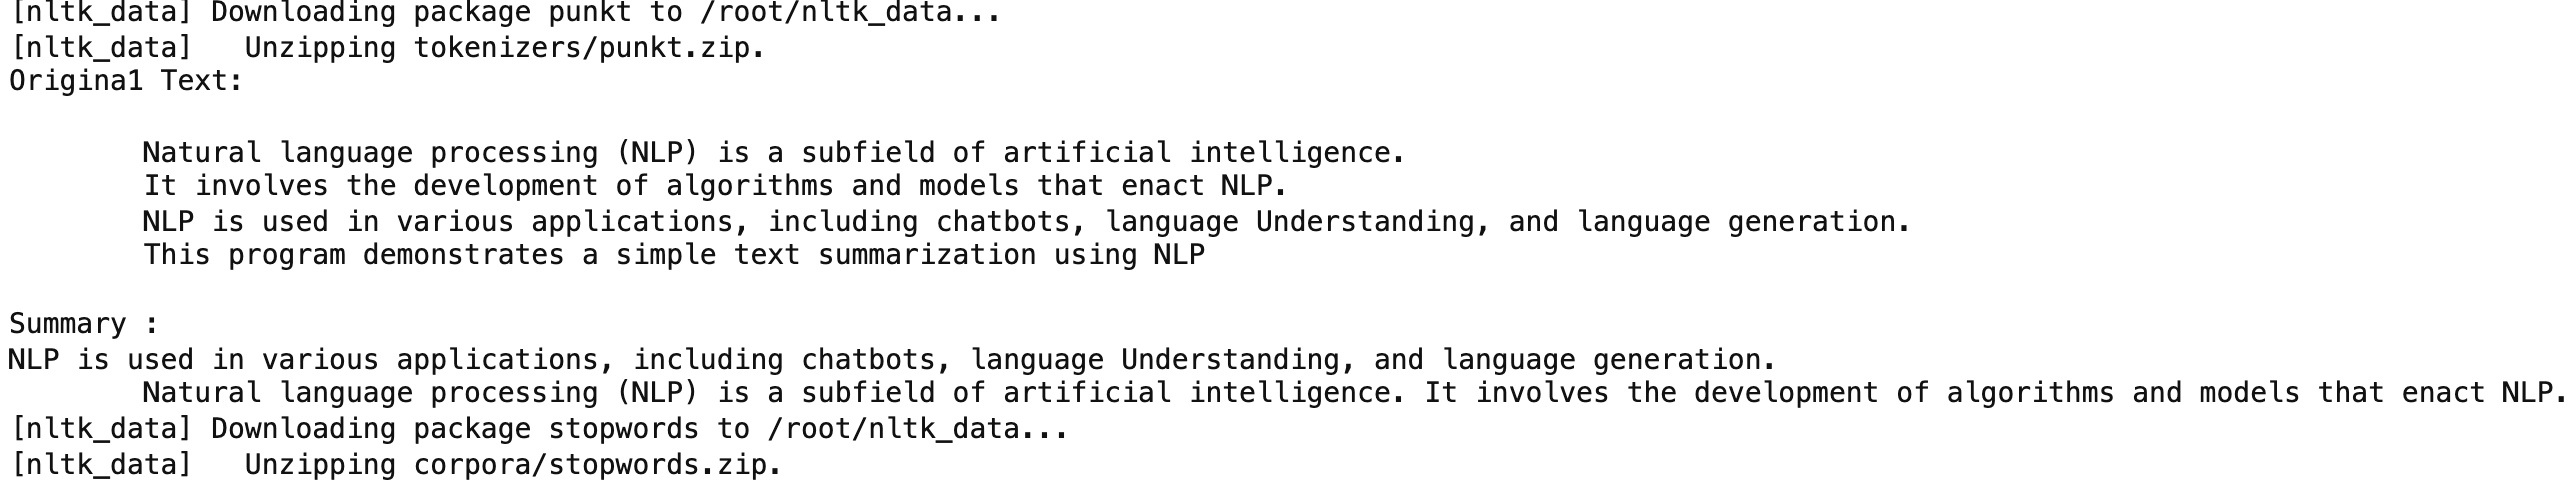 [nltk_data] Downloading package punkt to /root/nltk_data...
[nltk_data]   Unzipping tokenizers/punkt.zip.
Origina1 Text:
Natural language processing (NLP) is a subfield of artificial intelligence.
It involves the development of algorithms and models that enact NLP.
NLP is used in various applications, including chatbots, language Understanding, and language generation.
This program demonstrates a simple text summarization using NLP
Summary :
NLP is used in various applications, including chatbots, language Understanding, and language generation.
Natural language processing (NLP) is a subfield of artificial intelligence. It involves the development of algorithms and models that enact NLP.
[nltk_data] Downloading package stopwords to /root/nltk_data...
[nltk_data]   Unzipping corpora/stopwords.zip.